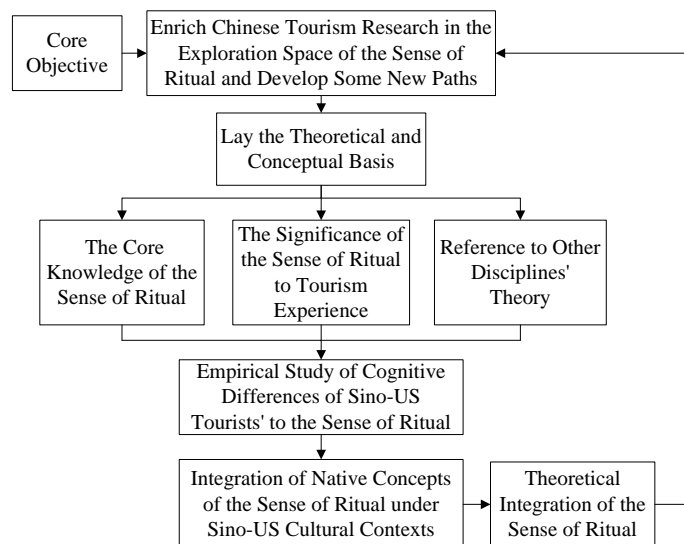 Core
Objective
Enrich Chinese Tourism Research in the
Exploration Space of the Sense of
Ritual and Develop Some New Paths
Lay the Theoretical and
Conceptual Basis
The Core
Knowledge of the
Sense of Ritual
The Significance of
the Sense of Ritual
to Tourism
Experience
Reference to Other
Disciplines'
Theory
Empirical Study of Cognitive
Differences of Sino-US
Tourists' to the Sense of Ritual
Integration of Native Concepts
of the Sense of Ritual under
Sino-US Cultural Contexts
Theoretical
Integration of the
Sense of Ritual